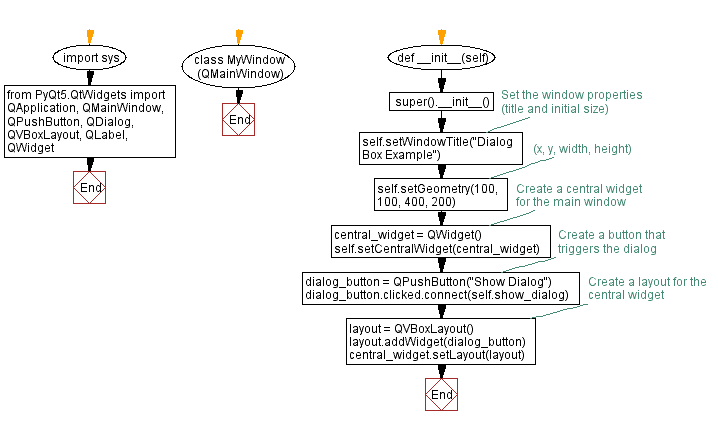 import sys
from PyQt5.QtWidgets import
QApplication, QMainWindow,
QPushButton, QDialog,
QVBoxLayout, QLabel,
QWidget
End
class MyWindow
(QMainWindow)
End
def __init__(self)
super().__init__()
Set the window properties
(title and initial size)
self.setWindowTitle("Dialog
Box Example")
(x, y, width, height)
self.setGeometry(100,
100, 400, 200)
Create a central widget
for the main window
central_widget = QWidget()
self.setCentralWidget(central_widget)
Create a button that
triggers the dialog
dialog_button = QPushButton("Show Dialog")
dialog_button.clicked.connect(self.show_dialog)
Create a layout for the
central widget
layout = QVBoxLayout()
layout.addWidget(dialog_button)
central_widget.setLayout(layout)
End